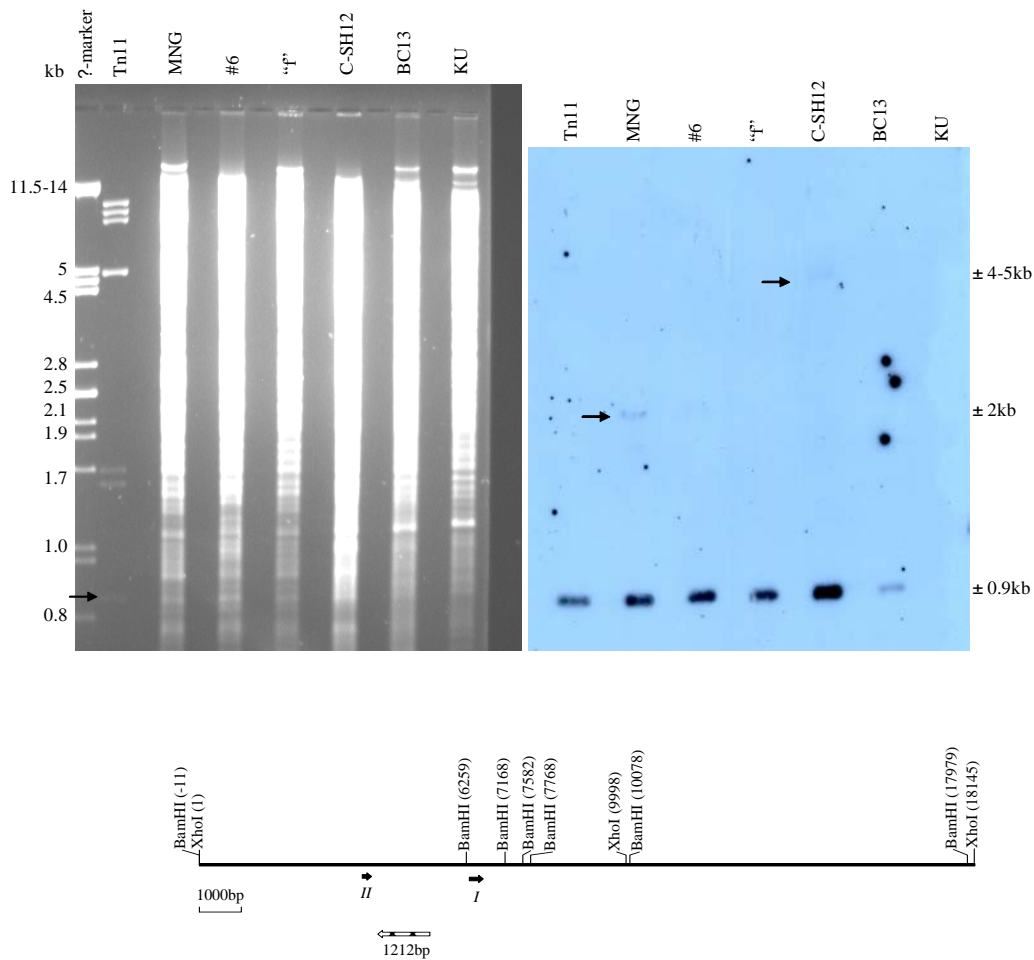 kb
?-marker
Tn11
MNG
#6
“f”
C-SH12
BC13
KU
11.5-14
5
4.5
2.8
2.5
2.1
1.9
1.7
1.0
0.8
Tn11
MNG
#6
“f”
C-SH12
BC13
KU
± 4-5kb
± 2kb
± 0.9kb
BamHI (-11)
XhoI (1)
BamHI (6259)
BamHI (7168)
BamHI (7582)
BamHI (7768)
XhoI (9998)
BamHI (10078)
BamHI (17979)
XhoI (18145)
1000bp
II
I
1212bp